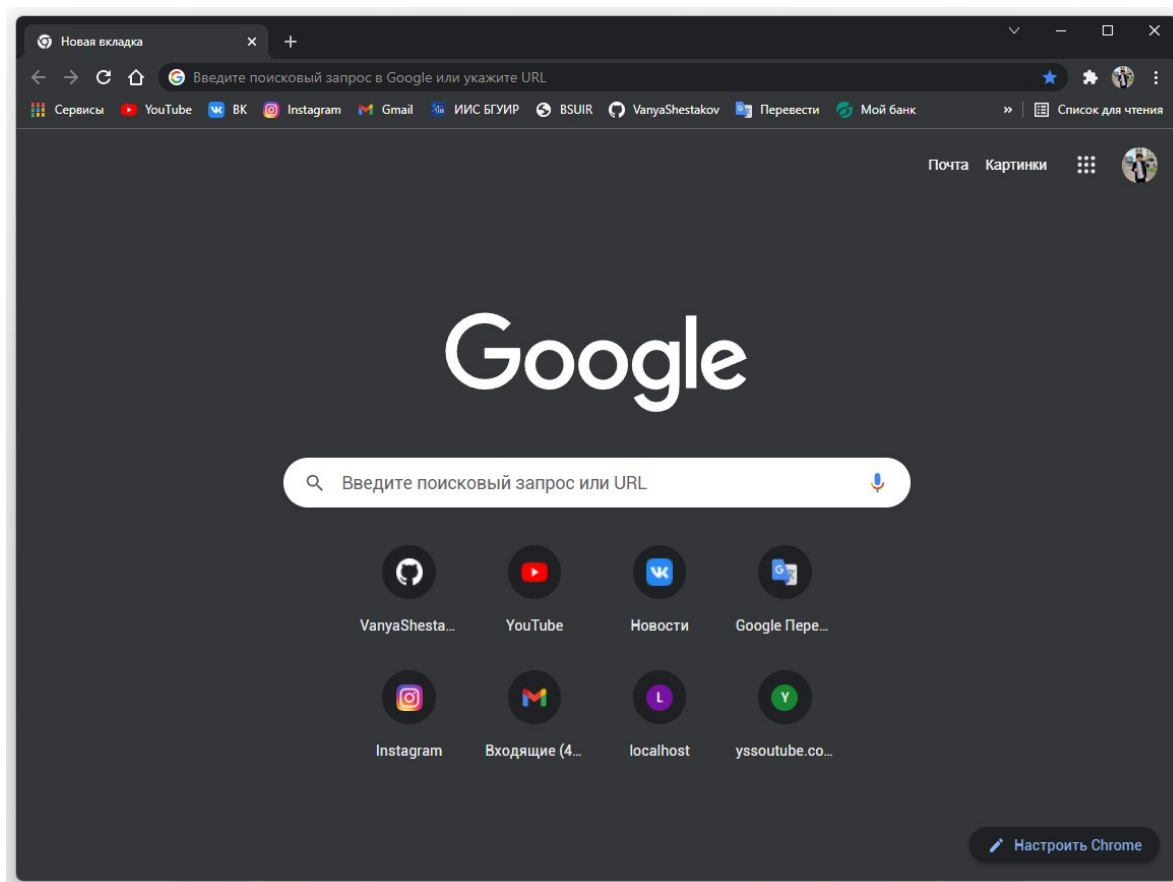 Новая вкладка
Введите поисковый запрос в Google или укажите URL
Сервисы YouTube ВК Instagram Gmail ИИС БГУИР BSUIR VanyaShestakov Перевести Мой банк » Список для чтения
Почта Картинки
Google
Введите поисковый запрос или URL
VanyaShesta... YouTube Новости Google Пере...
L Y
Instagram Входящие (4... localhost yssoutube.co...
Настроить Chrome